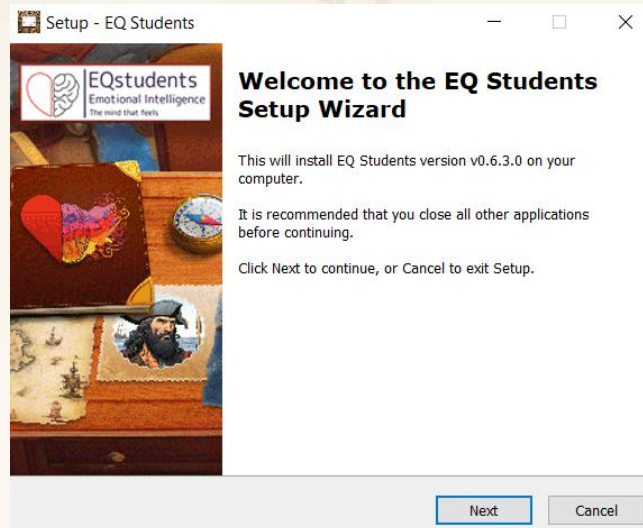 Setup - EQ Students
EQstudents
Emotional Intelligence
The mind that feels
Welcome to the EQ Students
Setup Wizard
This will install EQ Students version v0.6.3.0 on your
computer.
It is recommended that you close all other applications
before continuing.
Click Next to continue, or Cancel to exit Setup.
Next
Cancel